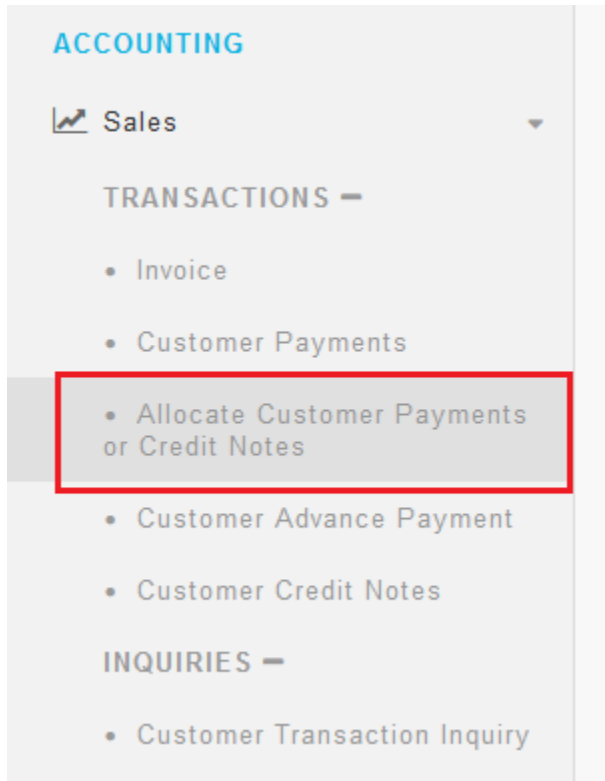 ACCOUNTING
Sales
TRANSACTIONS –
• Invoice
• Customer Payments
• Allocate Customer Payments
or Credit Notes
• Customer Advance Payment
• Customer Credit Notes
INQUIRIES –
• Customer Transaction Inquiry